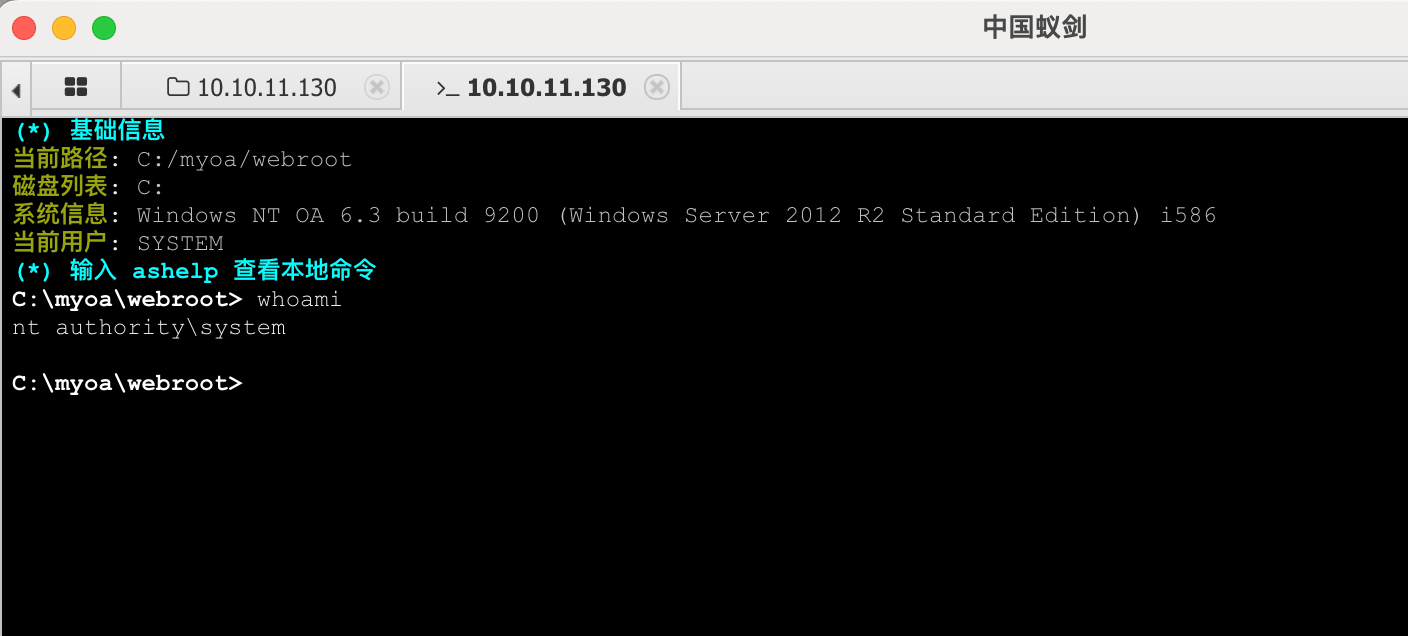 中国蚁剑
10.10.11.130
>_ 10.10.11.130
(*) 基础信息
当前路径: C:/myoa/webroot
磁盘列表: C:
系统信息: Windows NT OA 6.3 build 9200 (Windows Server 2012 R2 Standard Edition) i586
当前用户: SYSTEM
(*) 输入 ashelp 查看本地命令
C:\myoa\webroot> whoami
nt authority\system
C:\myoa\webroot>